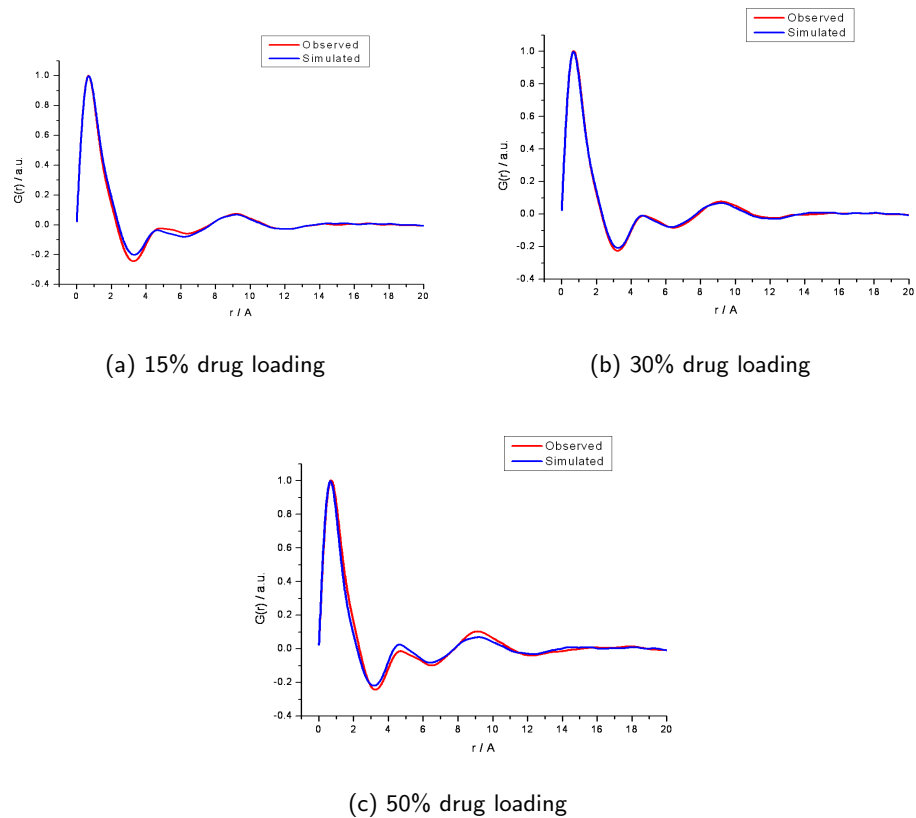 Observed
Simulated
1.0
0.8
0.6
0.4
0.2
0.0
-0.2
-0.4
G(r) / a.u.
0 2 4 6 8 10 12 14 16 18 20
r / A
(a) 15% drug loading
Observed
Simulated
1.0
0.8
0.6
0.4
0.2
0.0
-0.2
-0.4
G(r) / a.u.
0 2 4 6 8 10 12 14 16 18 20
r / A
(b) 30% drug loading
Observed
Simulated
1.0
0.8
0.6
0.4
0.2
0.0
-0.2
-0.4
G(r) / a.u.
0 2 4 6 8 10 12 14 16 18 20
r / A
(c) 50% drug loading